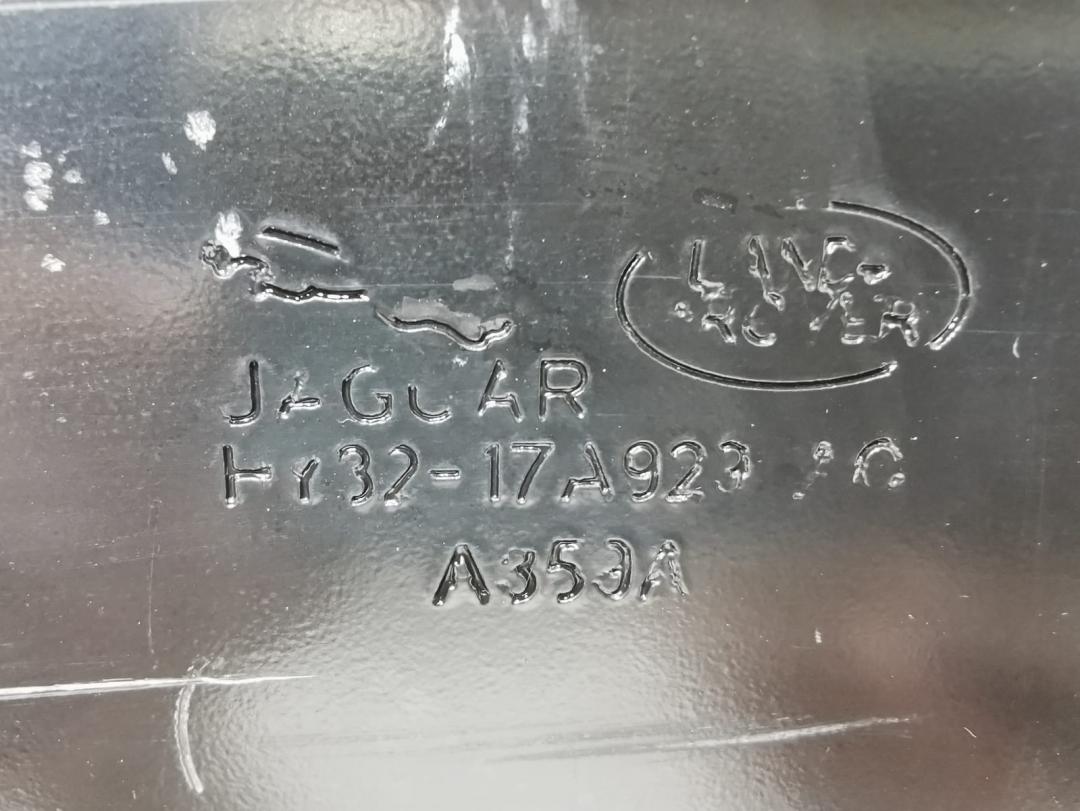 LAND-
ROVER
JAGUAR
HY32-17A923
A353A